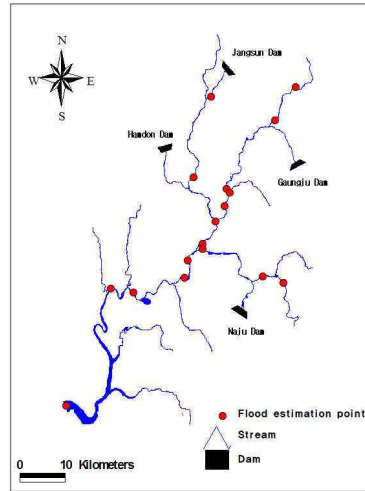 N
Jangsun Dam
W E
S
Hamdon Dam
Gaungju Dam
Naju Dam
Flood estimation point
Stream
Dam
0 10 Kilometers